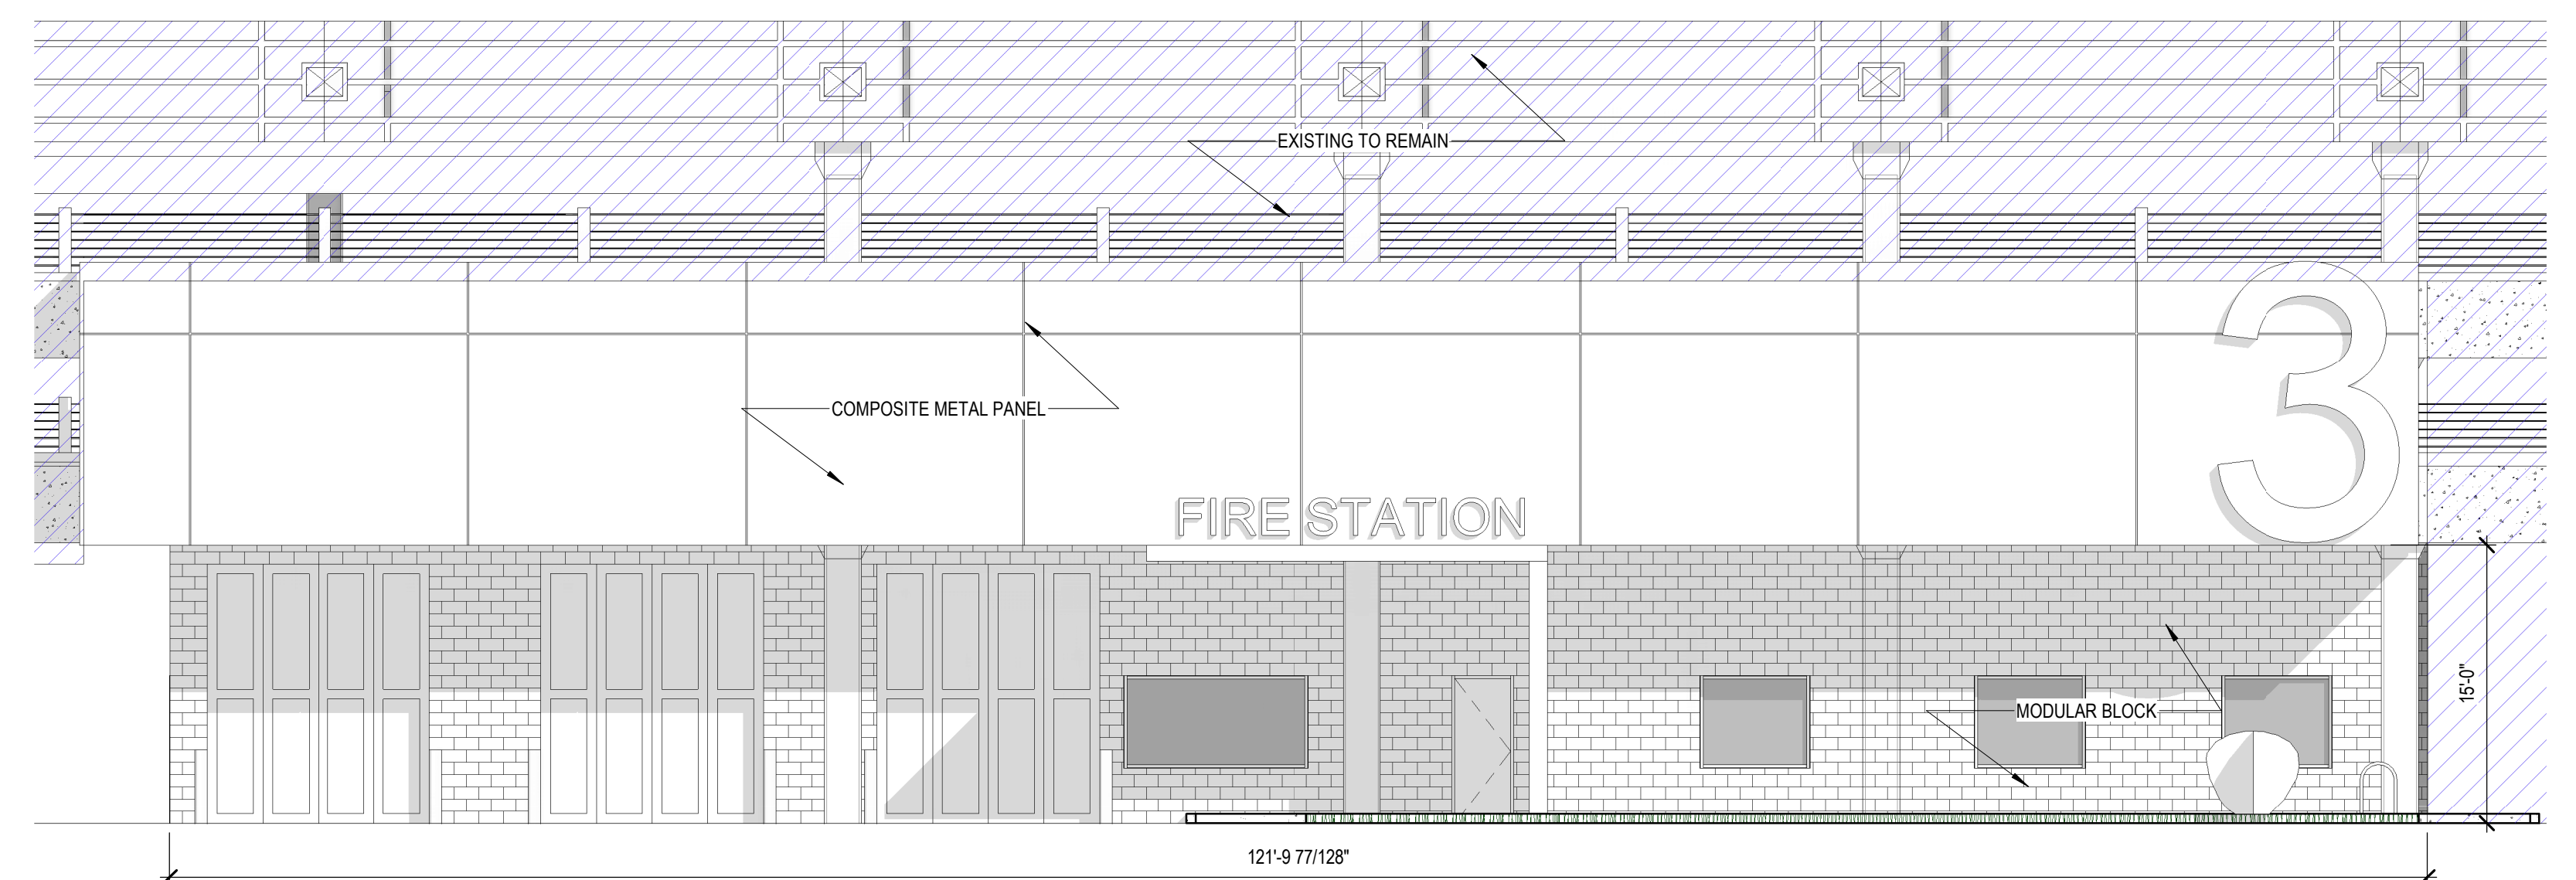 EXISTING TO REMAIN
3
COMPOSITE METAL PANEL
FIRE STATION
15'-0"
MODULAR BLOCK
121'-9 77/128"